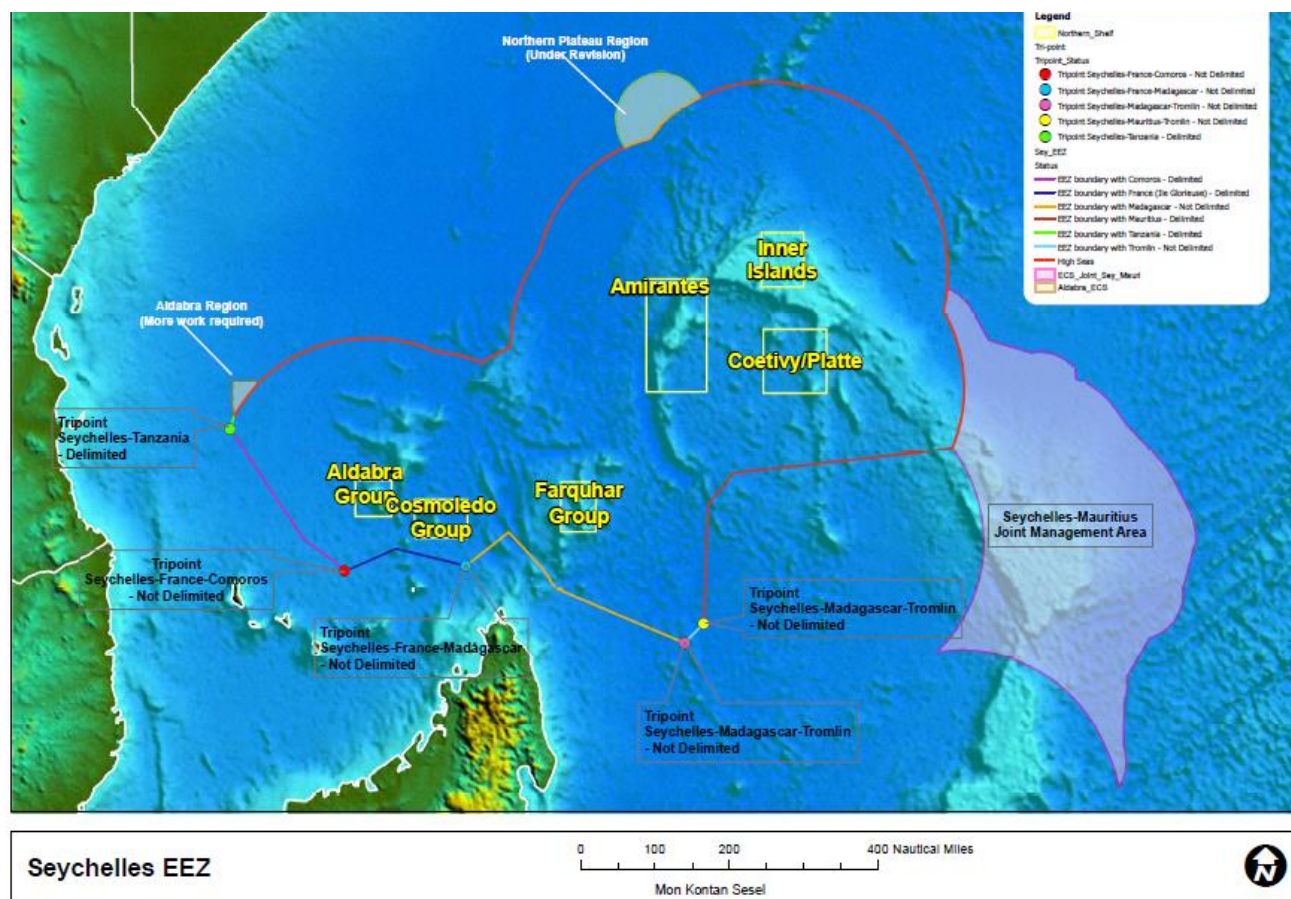 Northern Plateau Region
(Under Revision)
Legend
Northern_Shelf
Tri-point
Tripoint_Status
Tripoint Seychelles-France-Comoros - Not Delimited
Tripoint Seychelles-France-Madagascar - Not Delimited
Tripoint Seychelles-Madagascar-Tromlin - Not Delimited
Tripoint Seychelles-Mauritius-Tromlin - Not Delimited
Tripoint Seychelles-Tanzania - Delimited
Sey_EEZ
Status
EEZ boundary with Comoros - Delimited
EEZ boundary with France (Ile Glorieuse) - Delimited
EEZ boundary with Madagascar - Not Delimited
EEZ boundary with Mauritius - Delimited
EEZ boundary with Tanzania - Delimited
EEZ boundary with Tromlin - Not Delimited
High Seas
ECS_Joint_Sey_Mauri
Aldabra_ECS
Inner
Islands
Amirantes
Coetivy/Platte
Aldabra Region
(More work required)
Tripoint
Seychelles-Tanzania
- Delimited
Aldabra
Group
Cosmoledo
Group
Farquhar
Group
Seychelles-Mauritius
Joint Management Area
Tripoint
Seychelles-France-Comoros
- Not Delimited
Tripoint
Seychelles-France-Madagascar
- Not Delimited
Tripoint
Seychelles-Madagascar-Tromlin
- Not Delimited
Tripoint
Seychelles-Madagascar-Tromlin
- Not Delimited
Seychelles EEZ
0 100 200 400 Nautical Miles
Mon Kontan Sesel
N